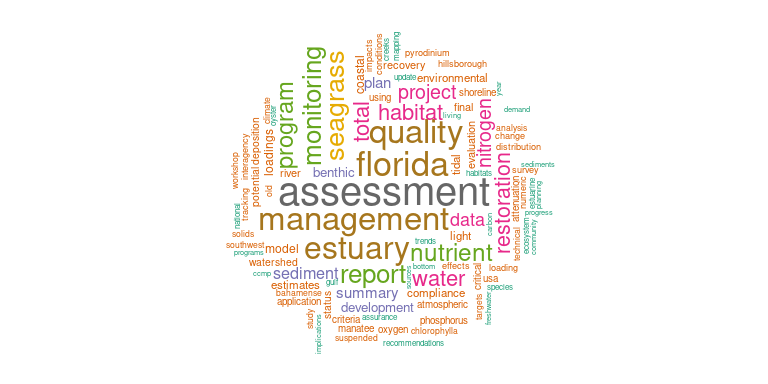 pyrodinium
hillsborough
mapping
creeks
conditions
impacts
recovery
coastal
update
environmental
plan
using
project
shoreline
year
final
demand
living
habitat
total
seagrass
monitoring
program
climate
oyster
deposition
potential
loadings
interagency
workshop
tracking
old
river
benthic
quality
florida
tidal
evaluation
nitrogen
analysis
change
distribution
sediments
survey
habitats
assessment
restoration
attenuation
numeric
estuarine
planning
progress
community
ecosystem
technical
carbon
data
management
national
solids
southwest
programs
ccmp
model
watershed
estuary
light
trends
nutrient
bottom
effects
loading
usa
species
critical
targets
freshwater
sources
report
water
sediment
gulf
estimates
bahamense
application
summary
compliance
atmospheric
development
status
study
implications
criteria
assurance
phosphorus
manatee
oxygen
chlorophylla
suspended
recommendations